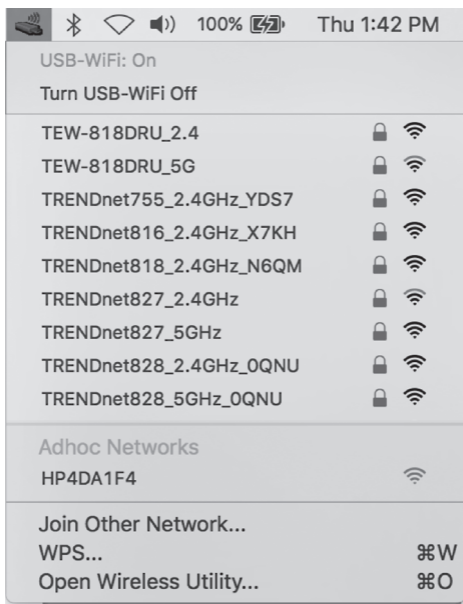 100% Thu 1:42 PM
USB-WiFi: On
Turn USB-WiFi Off
TEW-818DRU_2.4
TEW-818DRU_5G
TRENDnet755_2.4GHz_YDS7
TRENDnet816_2.4GHz_X7KH
TRENDnet818_2.4GHz_N6QM
TRENDnet827_2.4GHz
TRENDnet827_5GHz
TRENDnet828_2.4GHz_0QNU
TRENDnet828_5GHz_0QNU
Adhoc Networks
HP4DA1F4
Join Other Network...
WPS... ⌘W
Open Wireless Utility... ⌘O